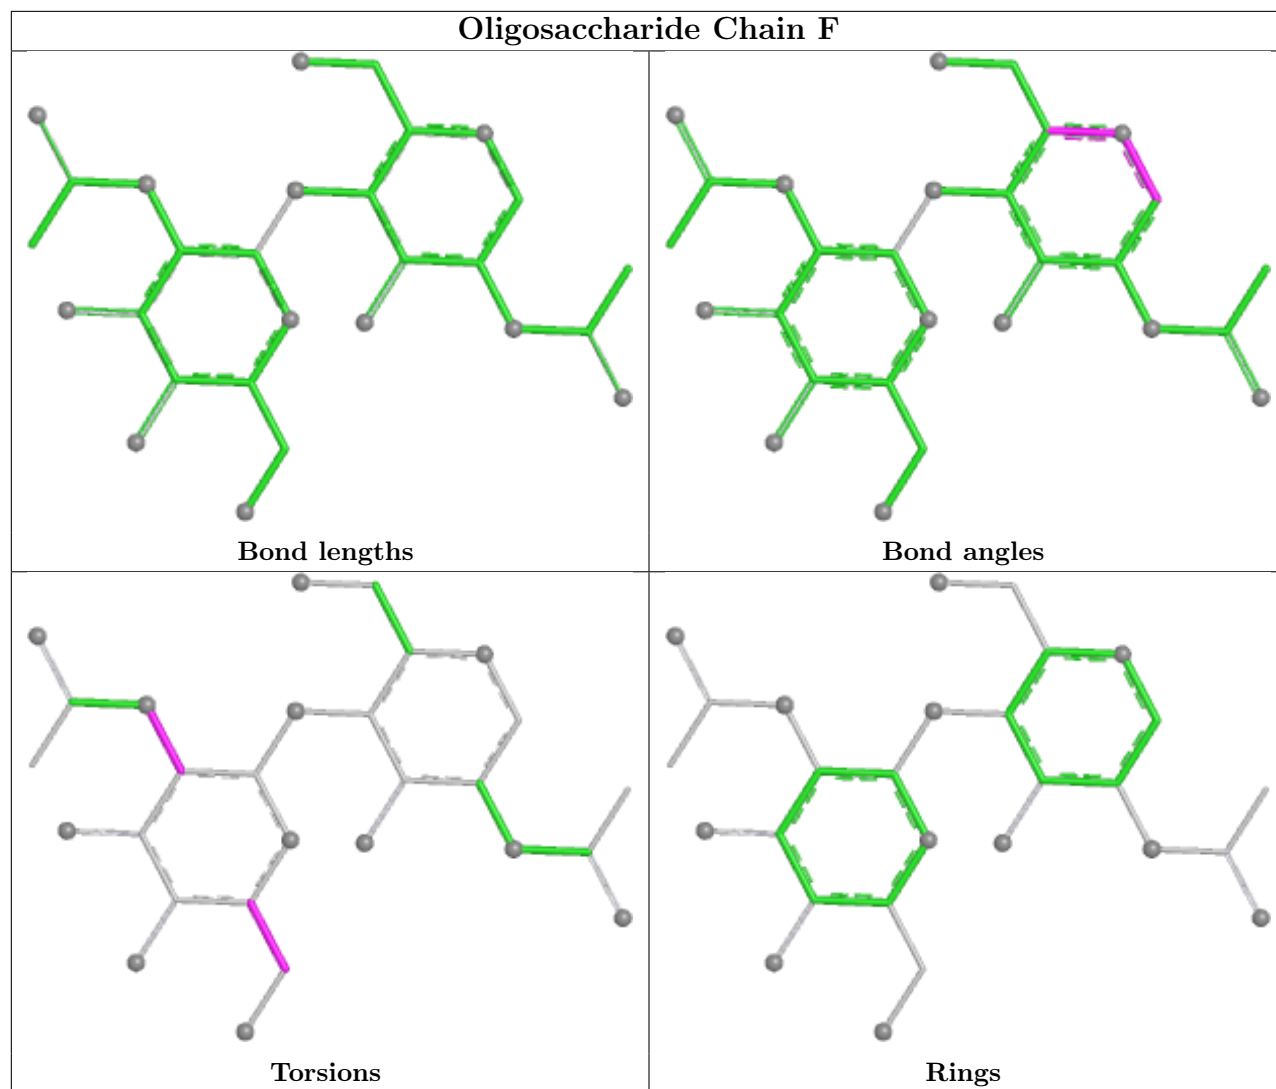 Oligosaccharide Chain F
Bond lengths
Bond angles
Torsions
Rings